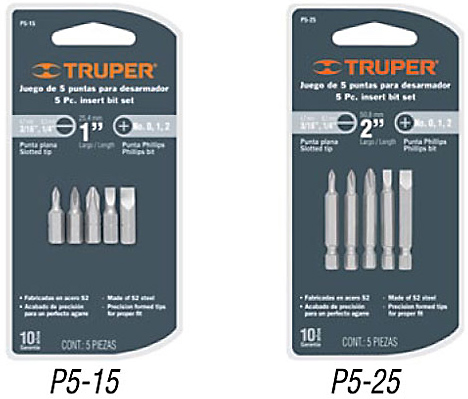 P5-15
TRUPER®
Juego de 5 puntas para desarmador
5 Pc. insert bit set
3/16", 1/4"
25,4 mm
1"
Largo / Length
No. 0, 1, 2
Punta plana
Slotted tip
Punta Phillips
Phillips bit
• Fabricadas en acero S2
• Acabado de precisión
para un perfecto agarre
- Made of S2 steel
- Precision formed tips
for proper fit
10
Garantía
CONT.: 5 PIEZAS
P5-15
P5-25
TRUPER®
Juego de 5 puntas para desarmador
5 Pc. insert bit set
3/16", 1/4"
50,8 mm
2"
Largo / Length
No. 0, 1, 2
Punta plana
Slotted tip
Punta Phillips
Phillips bit
• Fabricadas en acero S2
• Acabado de precisión
para un perfecto agarre
- Made of S2 steel
- Precision formed tips
for proper fit
10
Garantía
CONT.: 5 PIEZAS
P5-25